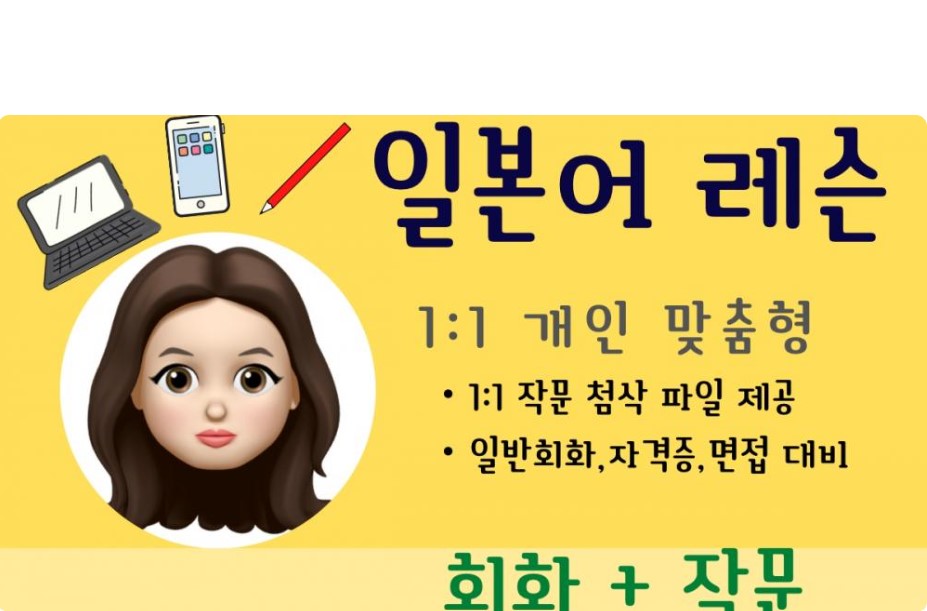 일본어 레슨
1:1 개인 맞춤형
• 1:1 작문 첨삭 파일 제공
• 일반회화,자격증,면접 대비
회화 + 작문